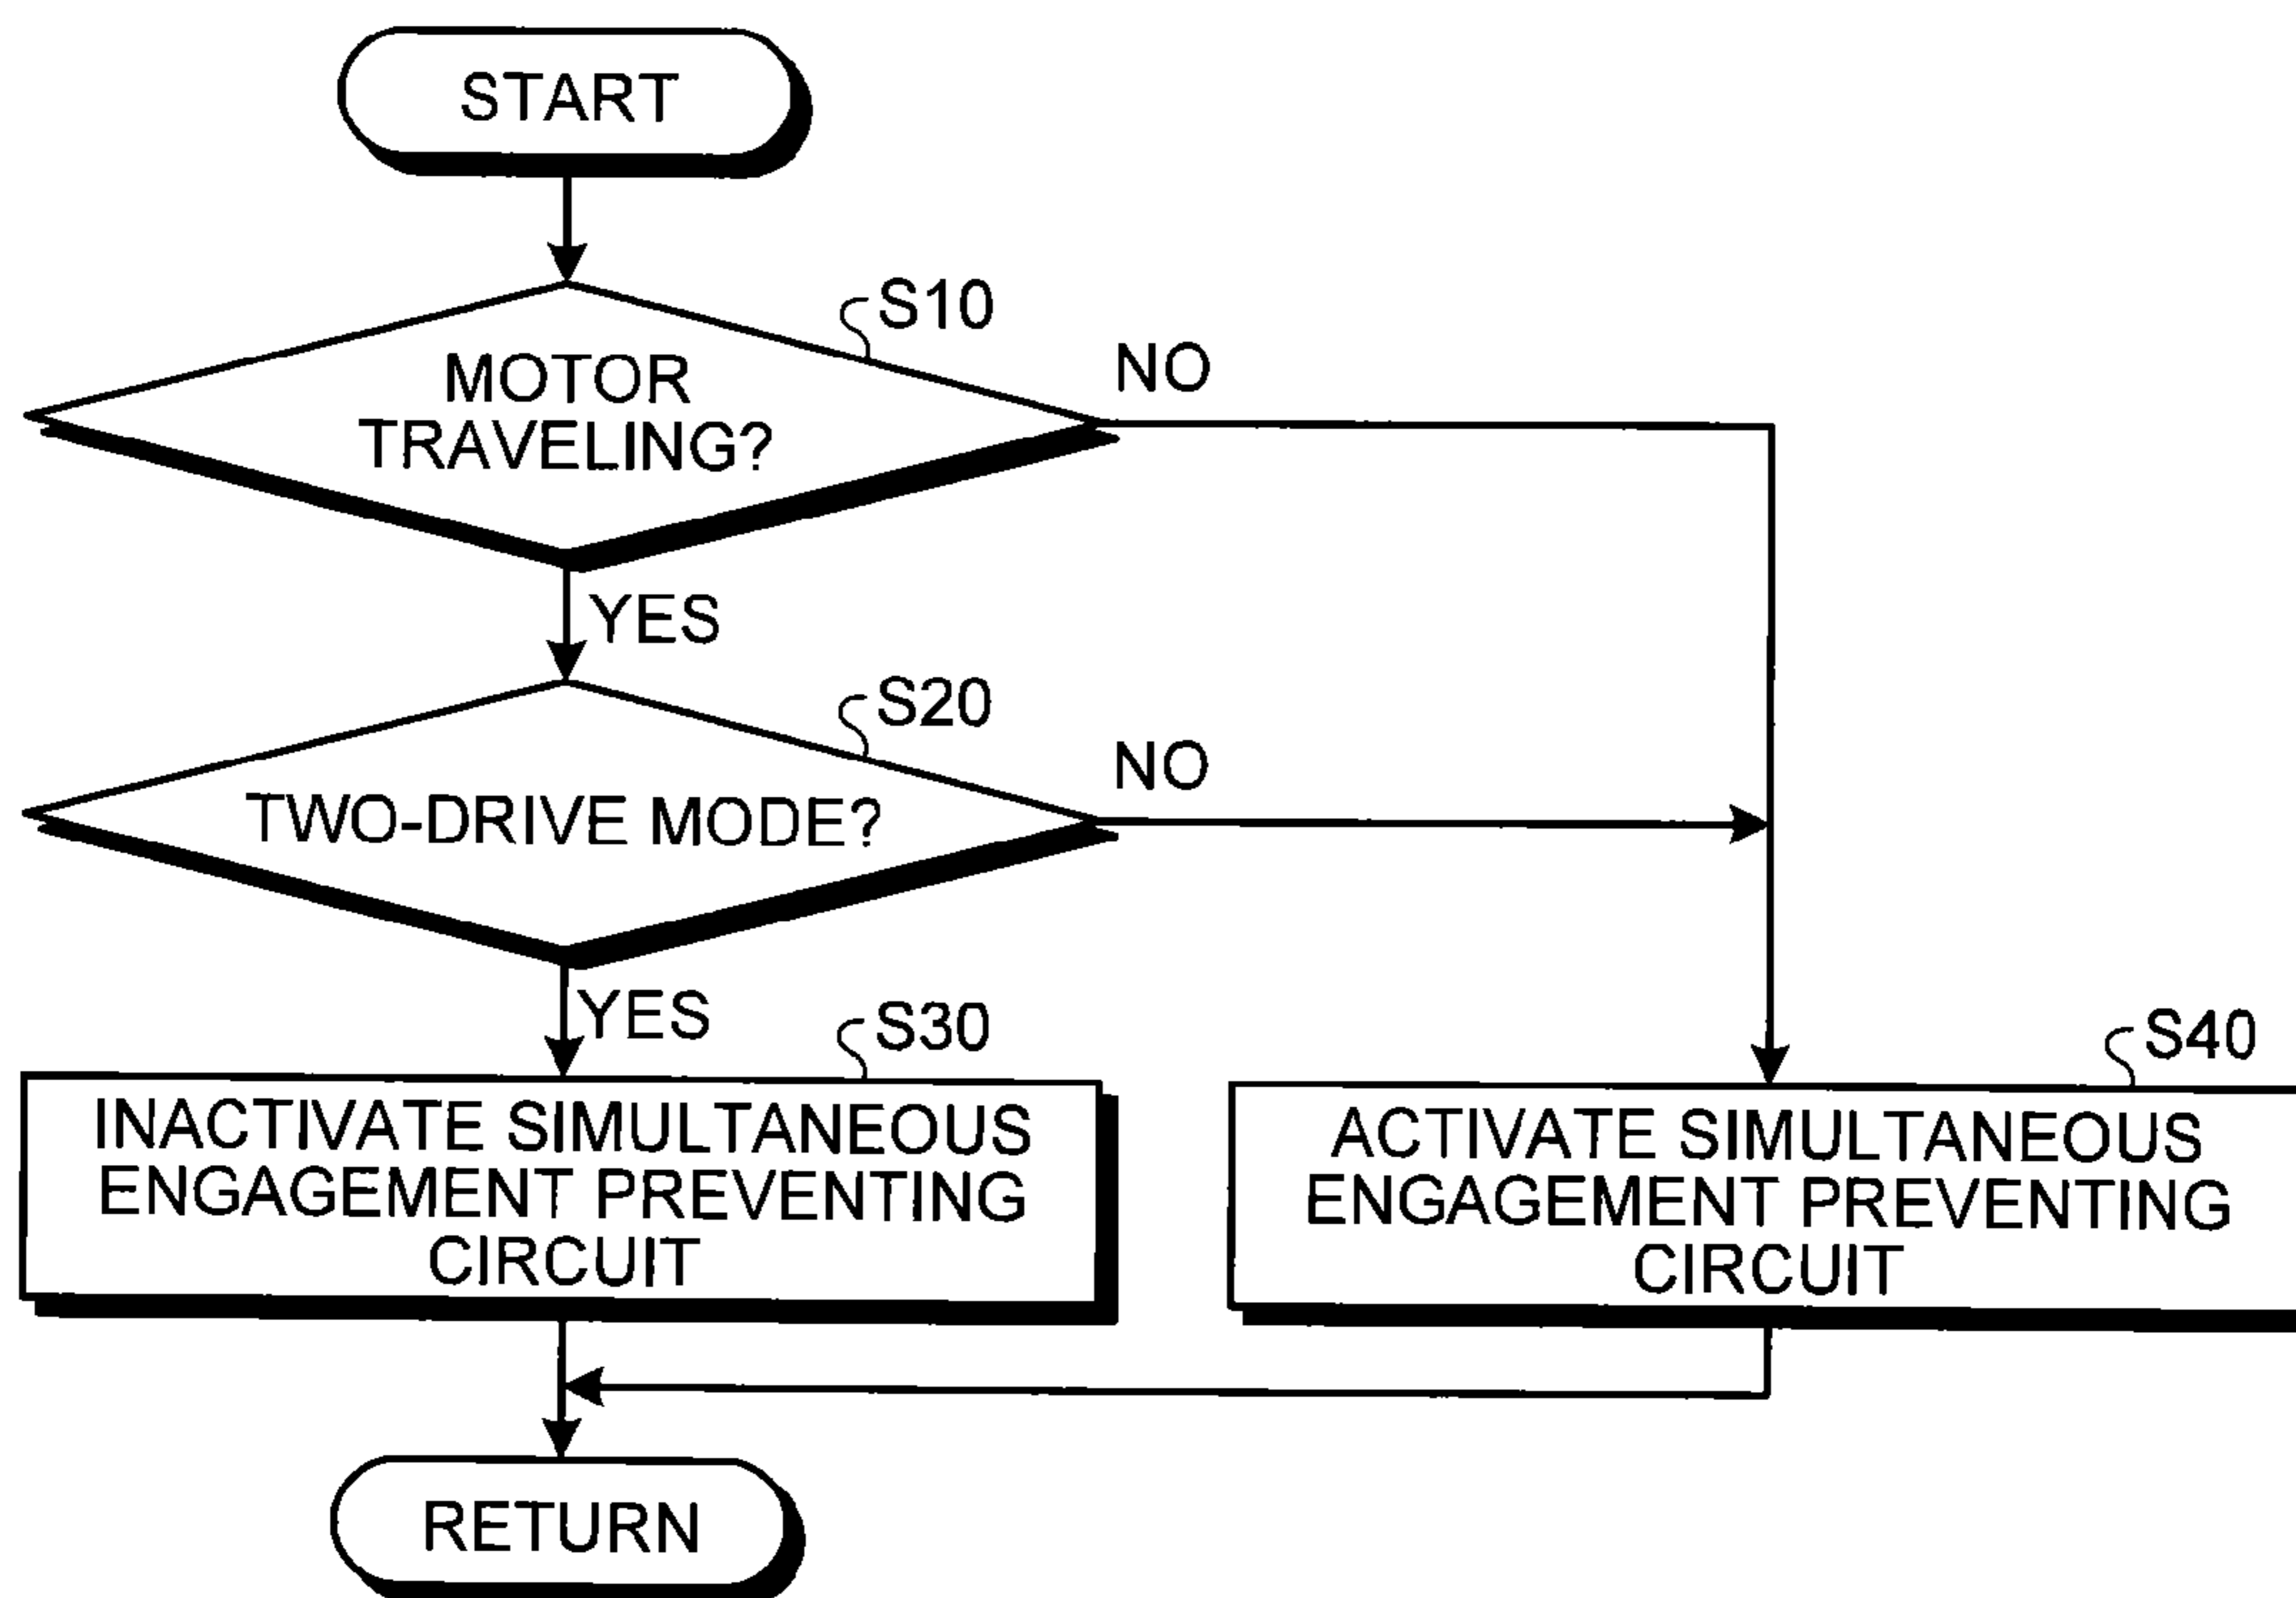 START
S10
MOTOR
TRAVELING?
NO
YES
S20
TWO-DRIVE MODE?
NO
YES
S30
INACTIVATE SIMULTANEOUS
ENGAGEMENT PREVENTING
CIRCUIT
S40
ACTIVATE SIMULTANEOUS
ENGAGEMENT PREVENTING
CIRCUIT
RETURN